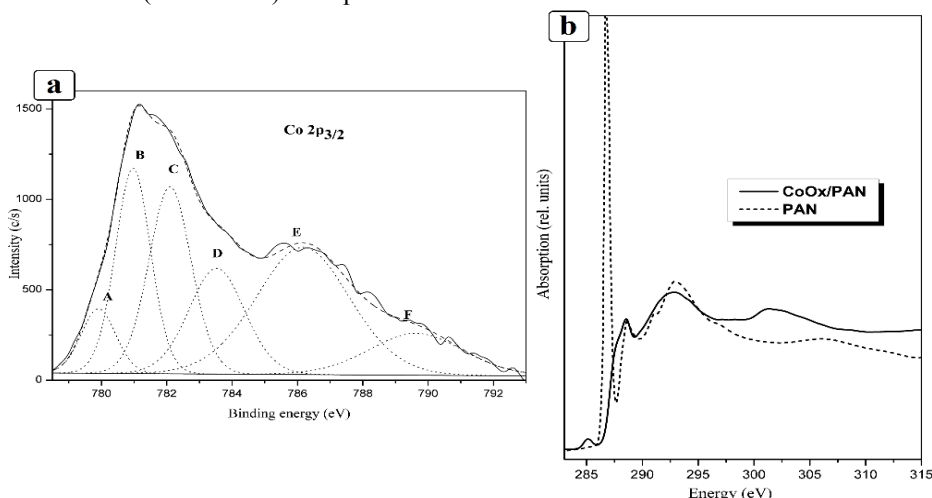 a
Co 2p3/2
A
B
C
D
E
F
Intensity (c/s)
1500
1000
500
0
780 782 784 786 788 790 792
Binding energy (eV)
b
CoOx/PAN
PAN
Absorption (rel. units)
285 290 295 300 305 310 315
Energy (eV)